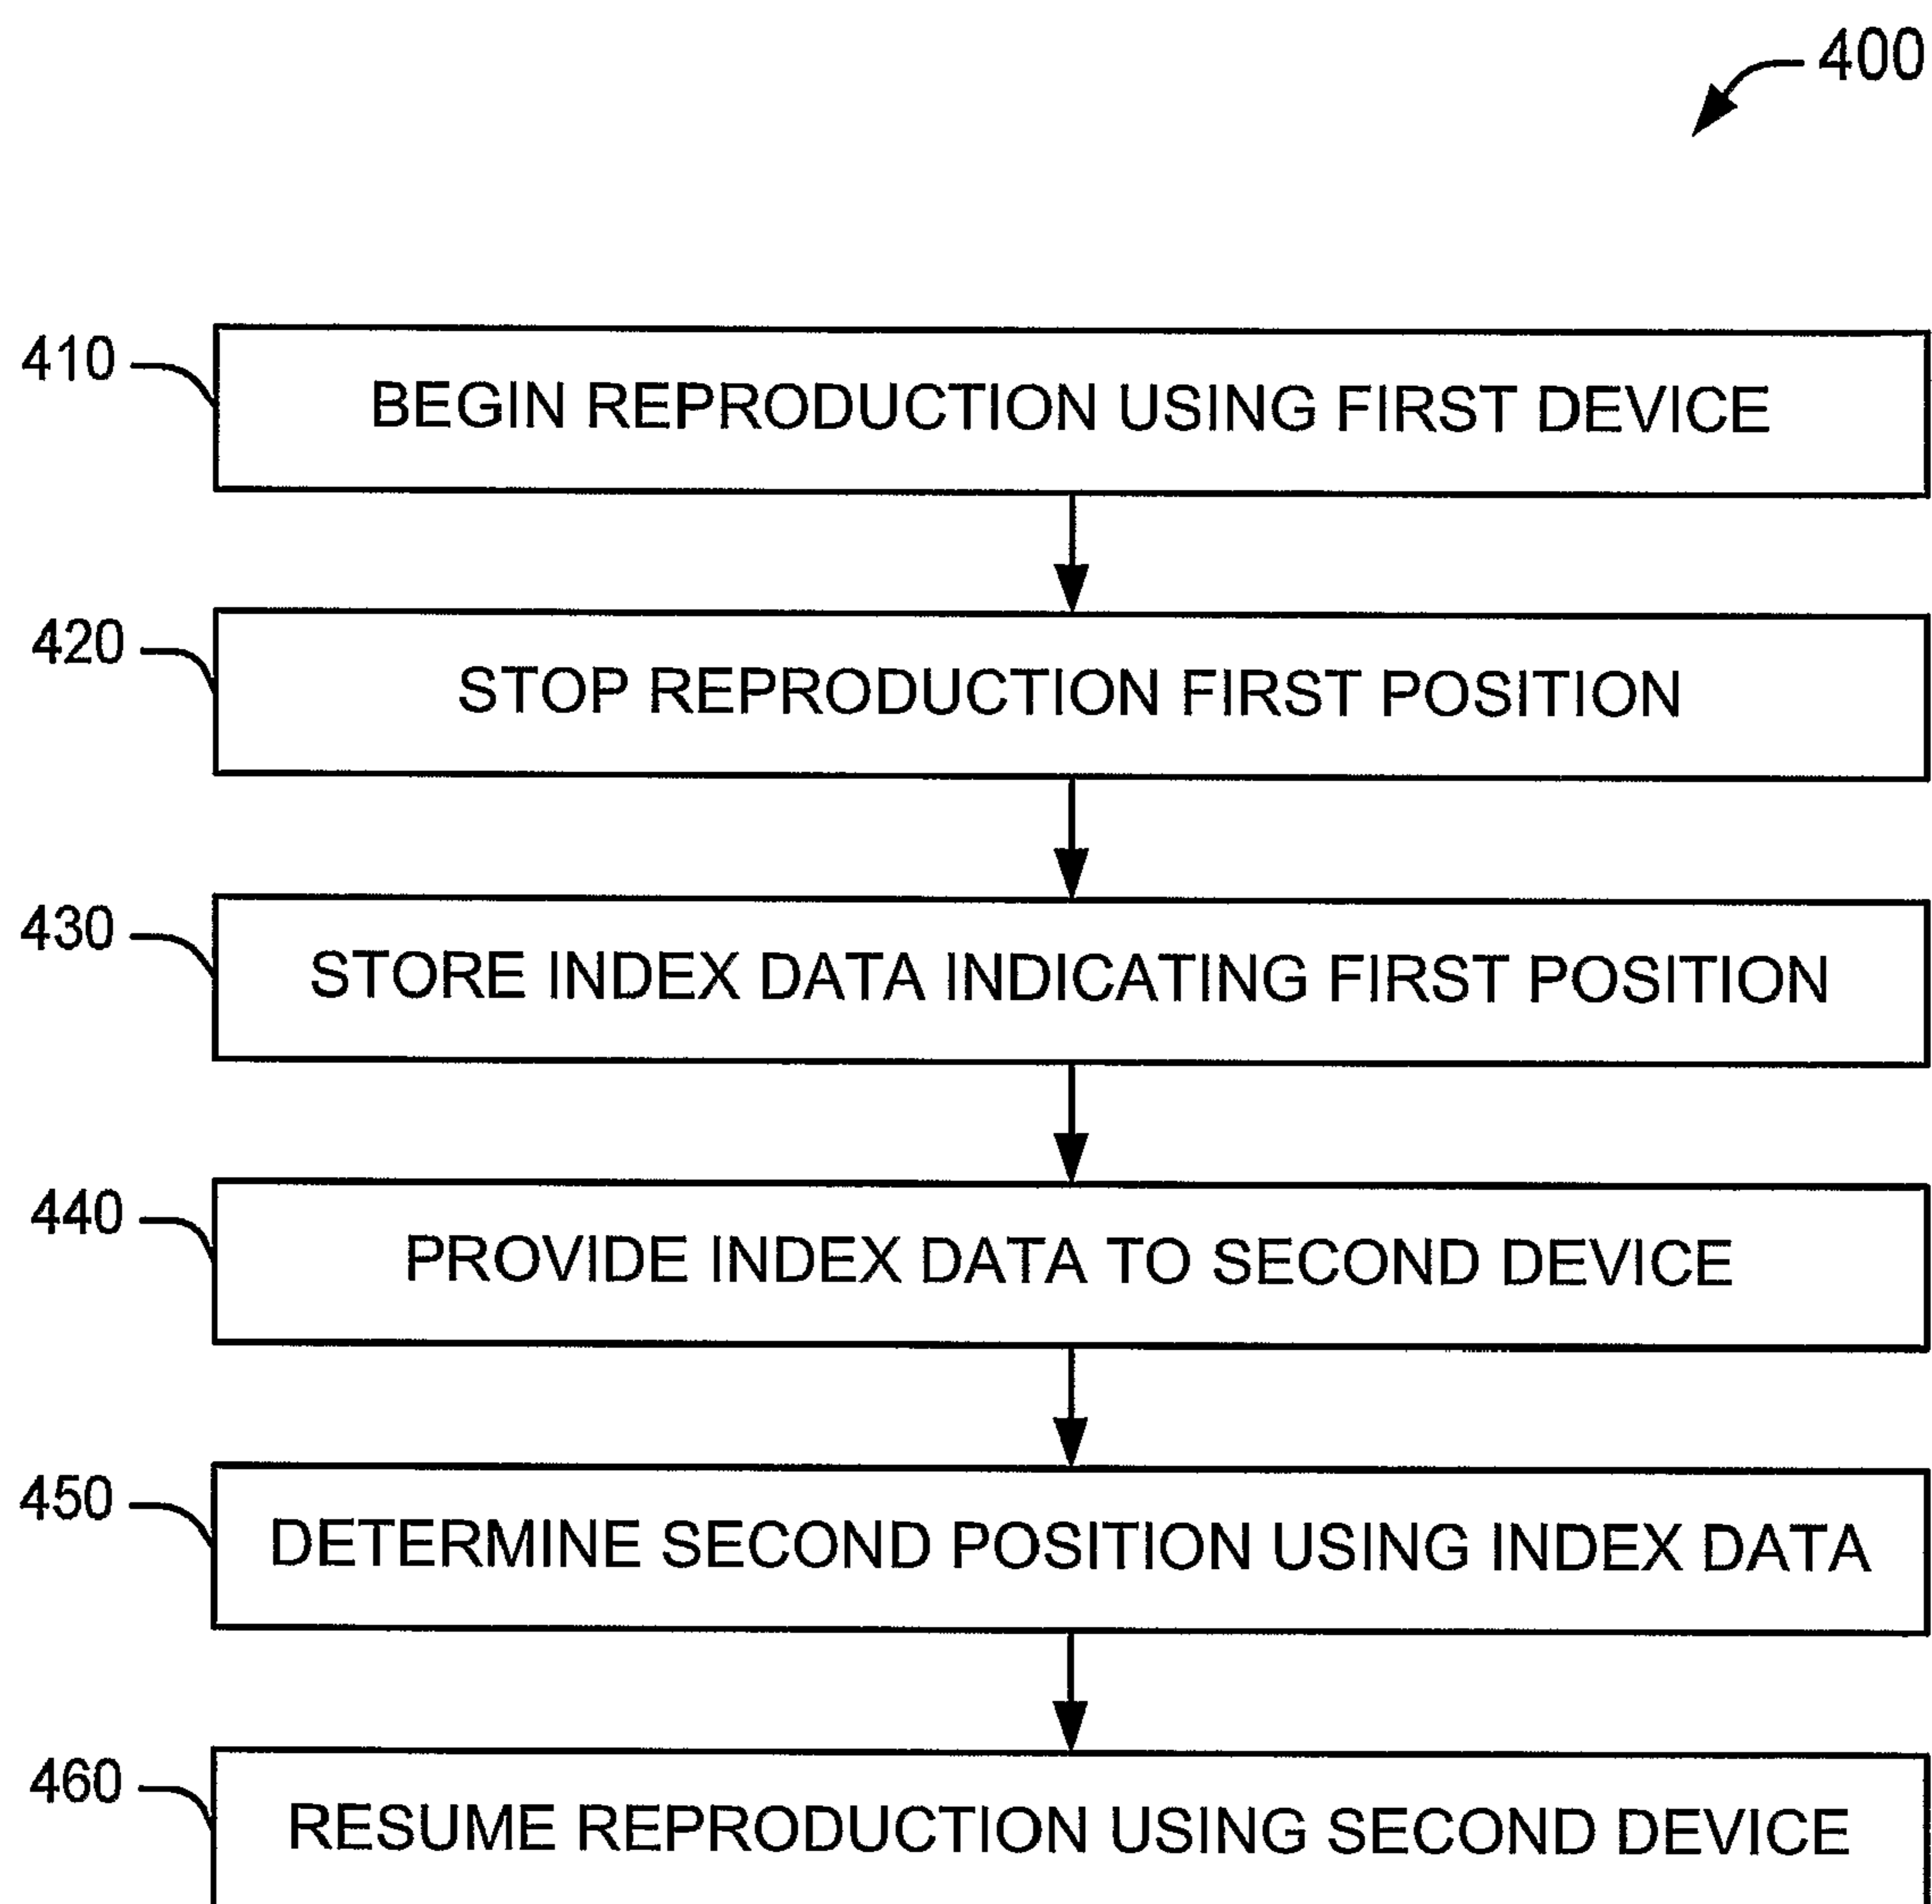 400
410
BEGIN REPRODUCTION USING FIRST DEVICE
420
STOP REPRODUCTION FIRST POSITION
430
STORE INDEX DATA INDICATING FIRST POSITION
440
PROVIDE INDEX DATA TO SECOND DEVICE
450
DETERMINE SECOND POSITION USING INDEX DATA
460
RESUME REPRODUCTION USING SECOND DEVICE